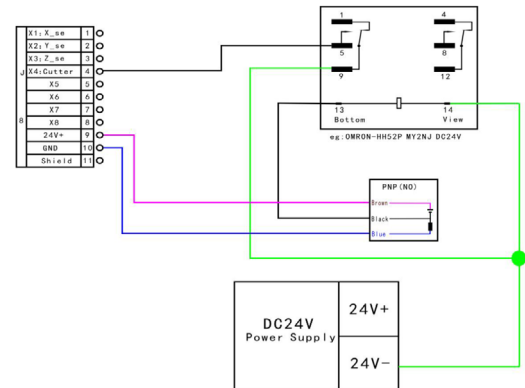 X1:X_se 1
X2:Y_se 2
X3:Z_se 3
X4:Cutter 4
X5 5
X6 6
X7 7
X8 8
24V+ 9
GND 10
Shield 11
J
8
1 4
5 8
9 12
13 14
Bottom View
eg:OMRON-HH52P MY2NJ DC24V
PNP(NO)
Brown
Black
Blue
DC24V
Power Supply
24V+
24V-